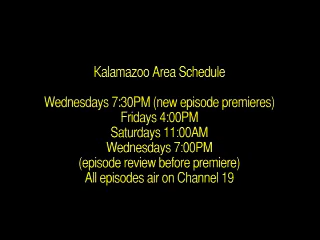 Kalamazoo Area Schedule
Wednesdays 7:30PM (new episode premieres)
Fridays 4:00PM
Saturdays 11:00AM
Wednesdays 7:00PM
(episode review before premiere)
All episodes air on Channel 19